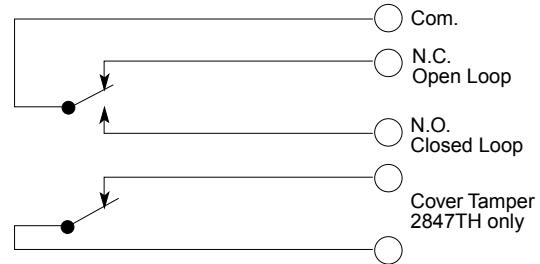 Com.
N.C.
Open Loop
N.O.
Closed Loop
Cover Tamper
2847TH only